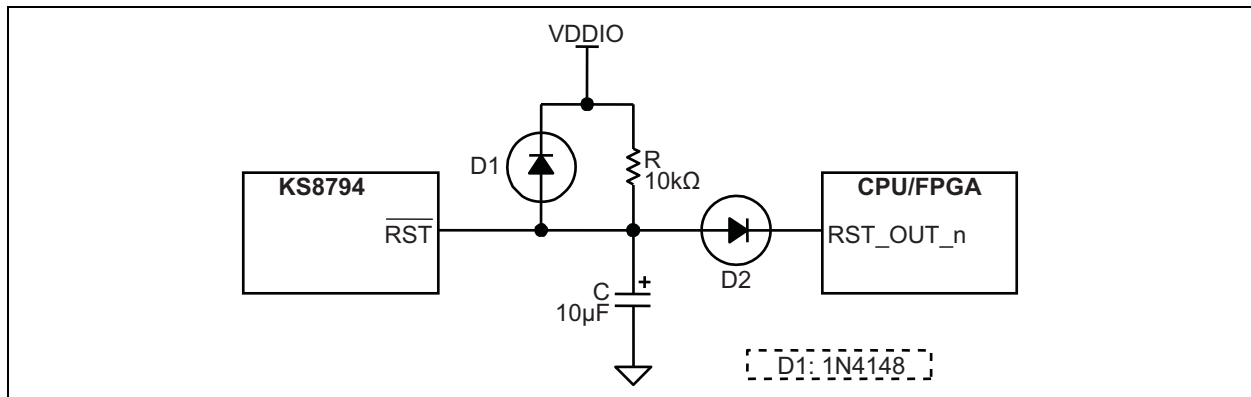 VDDIO
D1
R
10kΩ
KS8794
RST
CPU/FPGA
RST_OUT_n
D2
C
+
10µF
D1: 1N4148